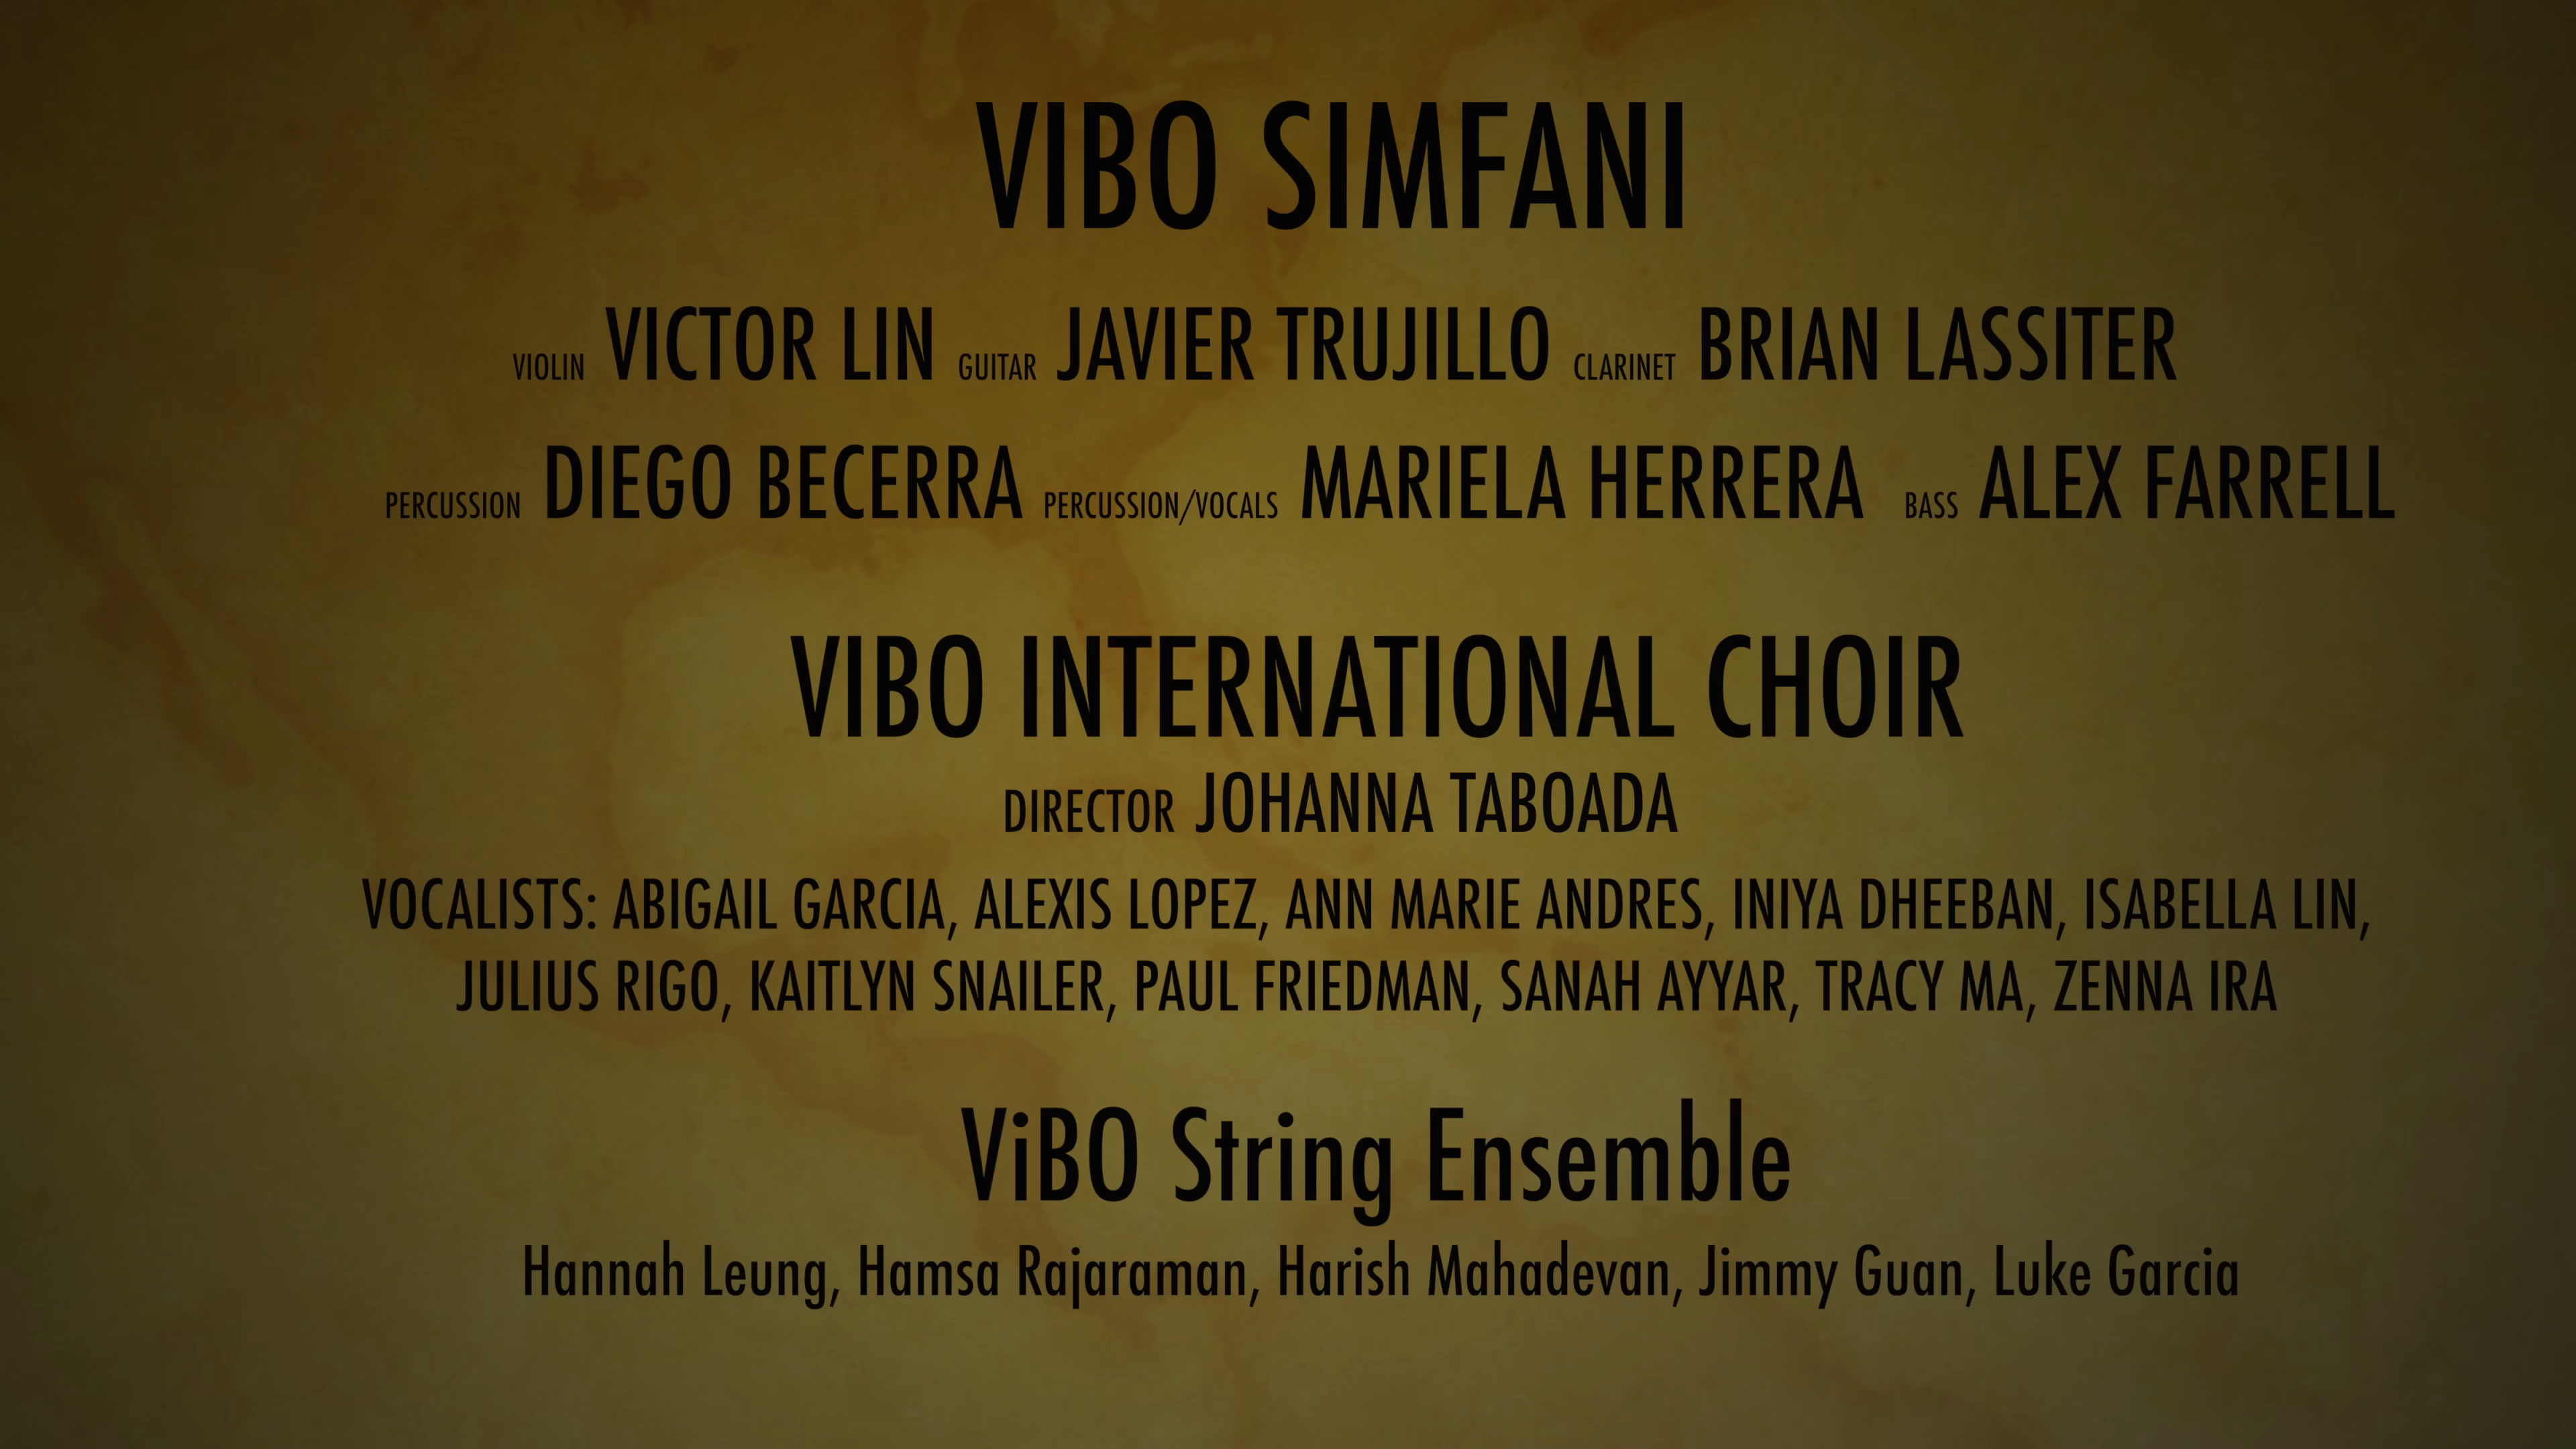 VIBO SIMFANI
VIOLIN VICTOR LIN GUITAR JAVIER TRUJILLO CLARINET BRIAN LASSITER
PERCUSSION DIEGO BECERRA PERCUSSION/VOCALS MARIELA HERRERA BASS ALEX FARRELL
VIBO INTERNATIONAL CHOIR
DIRECTOR JOHANNA TABOADA
VOCALISTS: ABIGAIL GARCIA, ALEXIS LOPEZ, ANN MARIE ANDRES, INIYA DHEEBAN, ISABELLA LIN,
JULIUS RIGO, KAITLYN SNAILER, PAUL FRIEDMAN, SANAH AYYAR, TRACY MA, ZENNA IRA
ViBO String Ensemble
Hannah Leung, Hamsa Rajaraman, Harish Mahadevan, Jimmy Guan, Luke Garcia